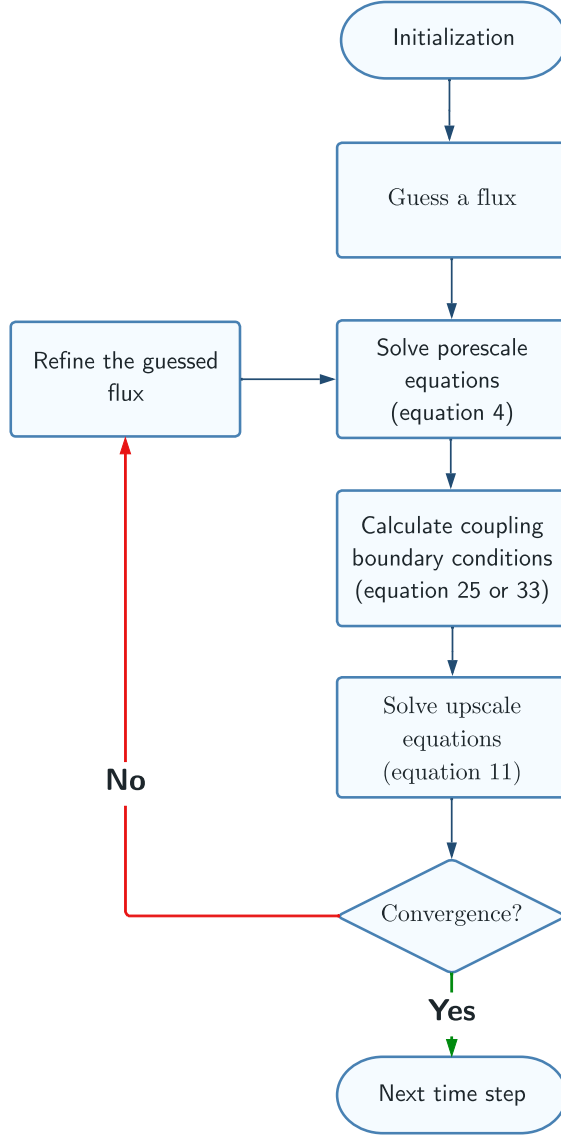 Initialization
Guess a flux
Refine the guessed
flux
Solve porescale
equations
(equation 4)
Calculate coupling
boundary conditions
(equation 25 or 33)
Solve upscale
equations
(equation 11)
No
Convergence?
Yes
Next time step